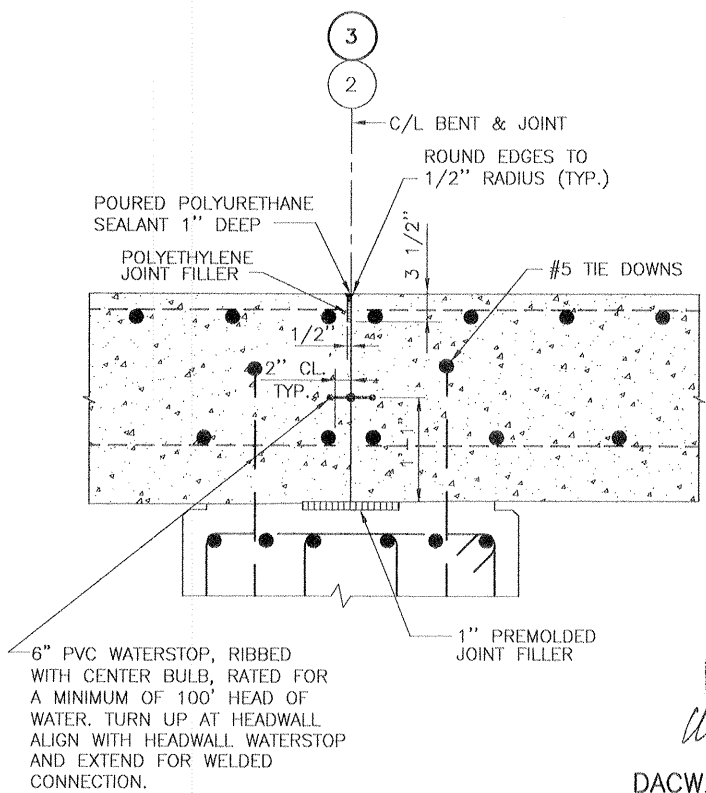 3
2
C/L BENT & JOINT
ROUND EDGES TO
1/2" RADIUS (TYP.)
POURED POLYURETHANE
SEALANT 1" DEEP
POLYETHYLENE
JOINT FILLER
3 1/2"
#5 TIE DOWNS
1/2"
2" CL.
TYP.
1'-1"
6" PVC WATERSTOP, RIBBED
WITH CENTER BULB, RATED FOR
A MINIMUM OF 100' HEAD OF
WATER. TURN UP AT HEADWALL
ALIGN WITH HEADWALL WATERSTOP
AND EXTEND FOR WELDED
CONNECTION.
1" PREMOLDED
JOINT FILLER
DACW